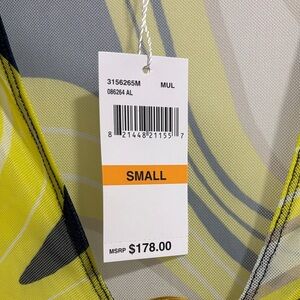 3156265M MUL
086264 AL
8 21448 21155 7
SMALL
MSRP $178.00